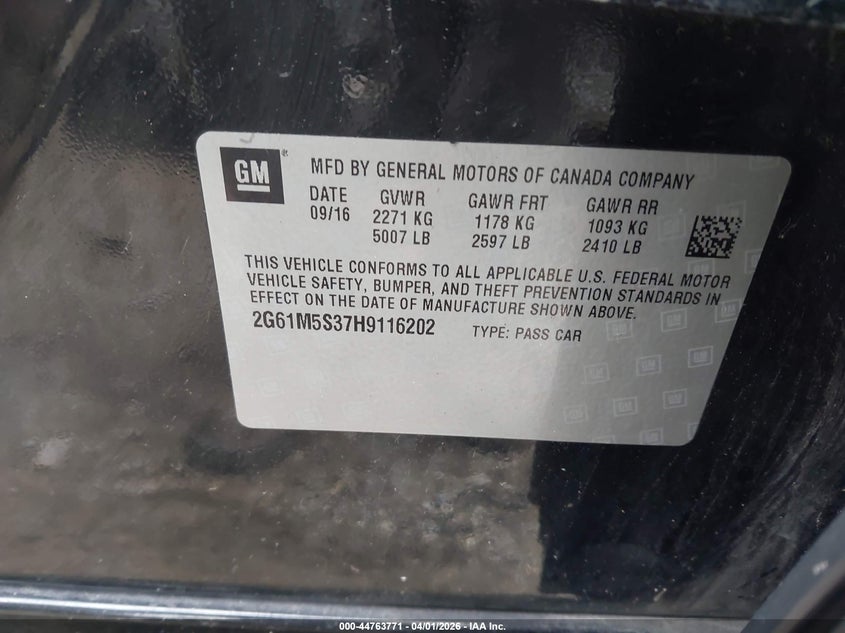 GM ® MFD BY GENERAL MOTORS OF CANADA COMPANY
DATE GVWR GAWR FRT GAWR RR
09/16 2271 KG 1178 KG 1093 KG
5007 LB 2597 LB 2410 LB
THIS VEHICLE CONFORMS TO ALL APPLICABLE U.S. FEDERAL MOTOR
VEHICLE SAFETY, BUMPER, AND THEFT PREVENTION STANDARDS IN
EFFECT ON THE DATE OF MANUFACTURE SHOWN ABOVE.
2G61M5S37H9116202 TYPE: PASS CAR
000-44763771 - 04/01/2026 - IAA Inc.